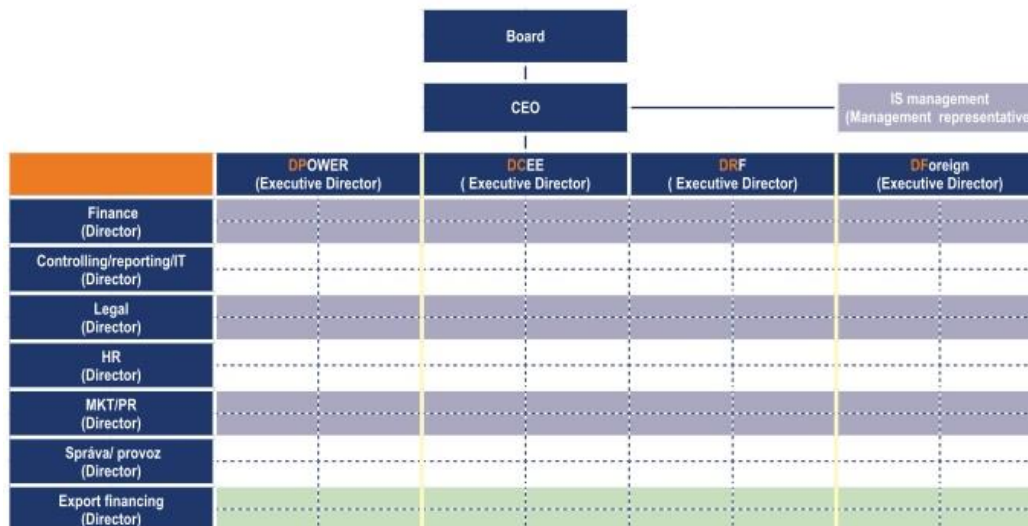 Board
CEO
IS management
(Management representative
DPOWER
(Executive Director)
DCEE
( Executive Director)
DRF
( Executive Director)
DForeign
(Executive Director)
Finance
(Director)
Controlling/reporting/IT
(Director)
Legal
(Director)
HR
(Director)
MKT/PR
(Director)
Správa/ provoz
(Director)
Export financing
(Director)